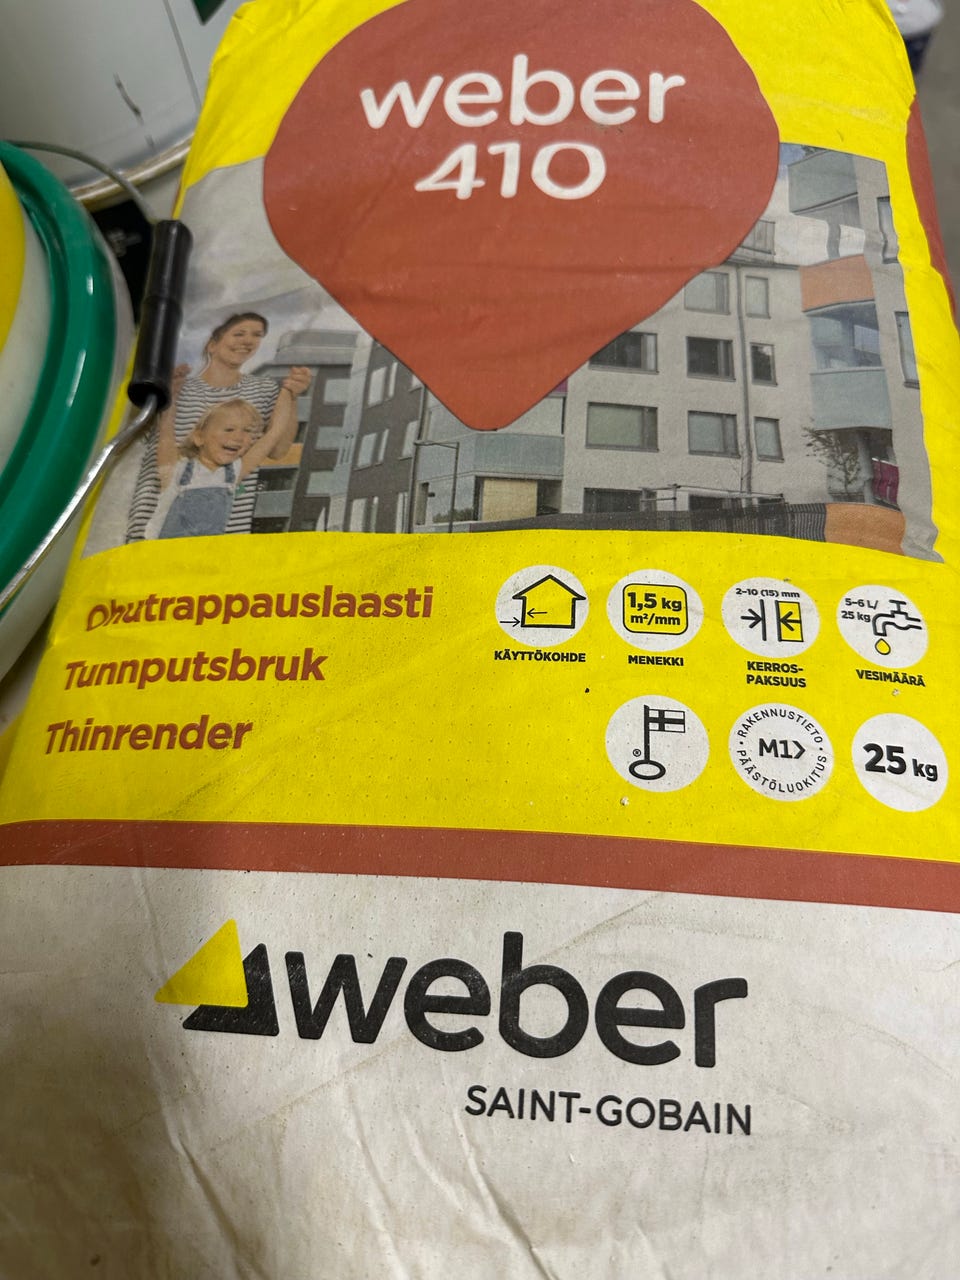 weber
410
Ohutrappauslaasti
Tunnputsbruk
Thinrender
KÄYTTÖKOHDE
1,5 kg
m²/mm
MENEKKI
2-10 (15) mm
KERROS-
PAKSUUS
5-6 L/
25 kg
VESIMÄÄRÄ
®
RAKENNUSTIETO
M1
PÄÄSTÖLUOKITUS
25 kg
weber
SAINT-GOBAIN